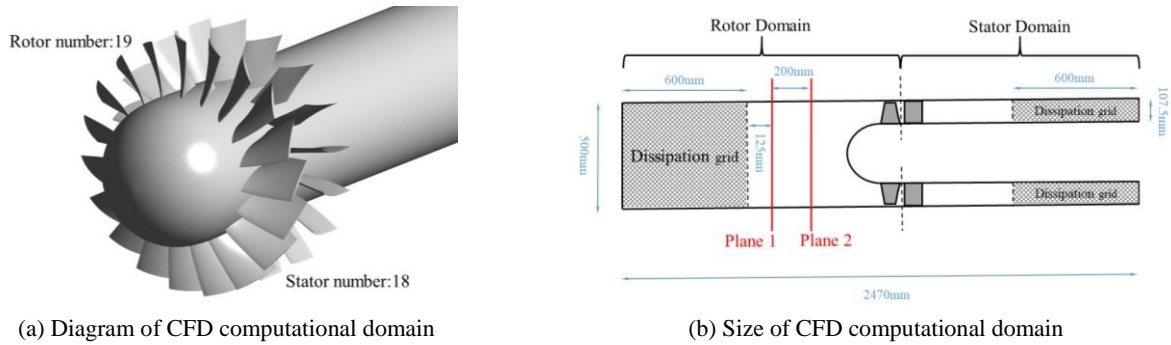 Rotor number:19
Stator number:18
(a) Diagram of CFD computational domain
Rotor Domain
Stator Domain
600mm
200mm
600mm
107.5mm
500mm
125mm
Dissipation grid
Dissipation grid
Dissipation grid
Plane 1
Plane 2
2470mm
(b) Size of CFD computational domain